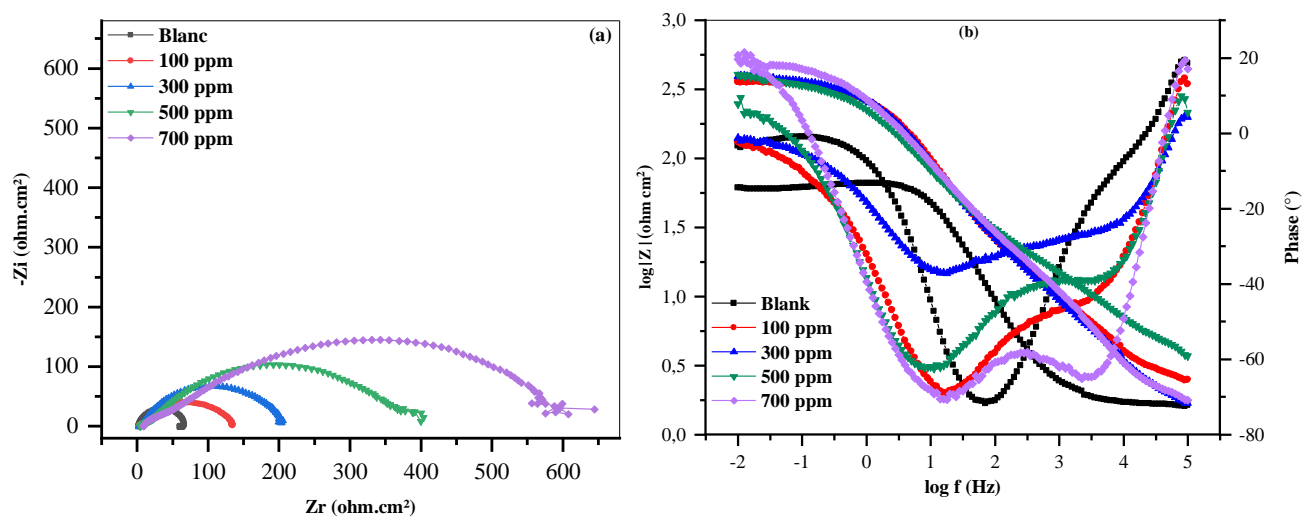 (a)
Blanc
100 ppm
300 ppm
500 ppm
700 ppm
600
500
400
300
200
100
0
-Zi (ohm.cm²)
0 100 200 300 400 500 600
Zr (ohm.cm²)
(b)
3,0
2,5
2,0
1,5
1,0
0,5
0,0
log|Z| (ohm cm²)
Blank
100 ppm
300 ppm
500 ppm
700 ppm
20
0
-20
-40
-60
-80
Phase (°)
-2 -1 0 1 2 3 4 5
log f (Hz)